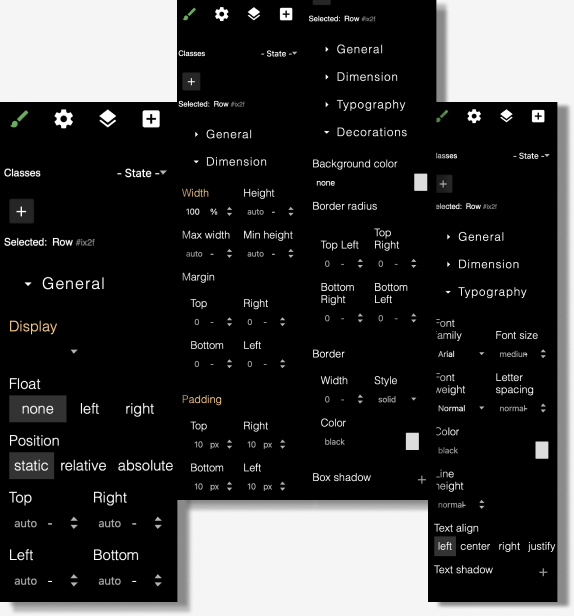 Classes
- State -
+
Selected: Row #ix2f
General
Display
Float
none left right
Position
static relative absolute
Top Right
auto - auto -
Left Bottom
auto - auto -
Classes
- State -
+
Selected: Row #ix2f
General
Dimension
Width Height
100 % auto -
Max width Min height
auto - auto -
Margin
Top Right
0 - 0 -
Bottom Left
0 - 0 -
Padding
Top Right
10 px 10 px
Bottom Left
10 px 10 px
Selected: Row #ix2f
General
Dimension
Typography
Decorations
Background color
none
Border radius
Top Left Top Right
0 - 0 -
Bottom Right Bottom Left
0 - 0 -
Border
Width Style
0 - solid
Color
black
Box shadow +
lasses
- State -
+
elected: Row #ix2f
General
Dimension
Typography
Font family Font size
Arial medium
Font weight Letter spacing
Normal normal-
Color
black
Line height
normal-
Text align
left center right justify
Text shadow +